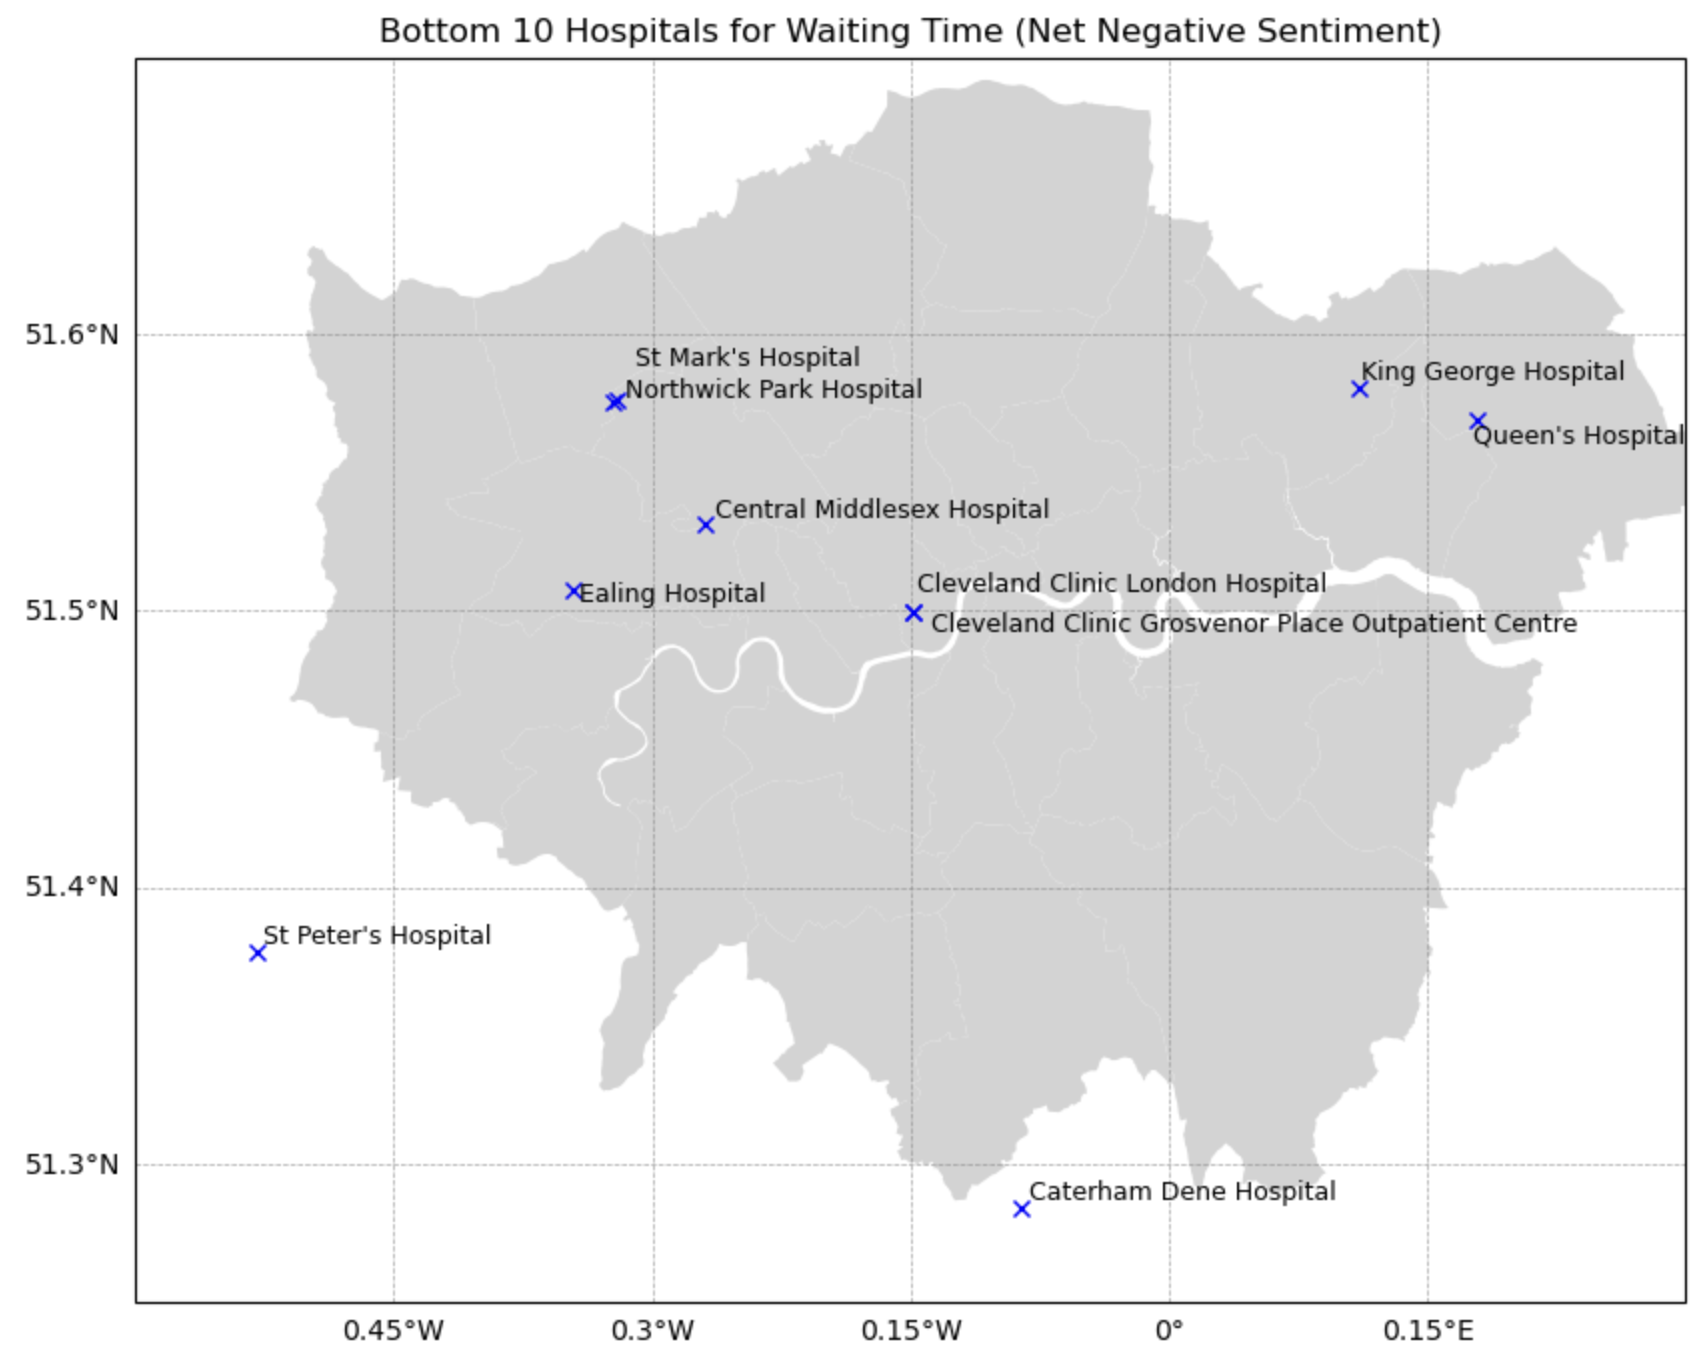 Bottom 10 Hospitals for Waiting Time (Net Negative Sentiment)
51.6°N
St Mark's Hospital
King George Hospital
Northwick Park Hospital
Queen's Hospital
Central Middlesex Hospital
Cleveland Clinic London Hospital
Ealing Hospital
51.5°N
Cleveland Clinic Grosvenor Place Outpatient Centre
51.4°N
St Peter's Hospital
51.3°N
Caterham Dene Hospital
0.45°W
0.3°W
0.15°W
0°
0.15°E